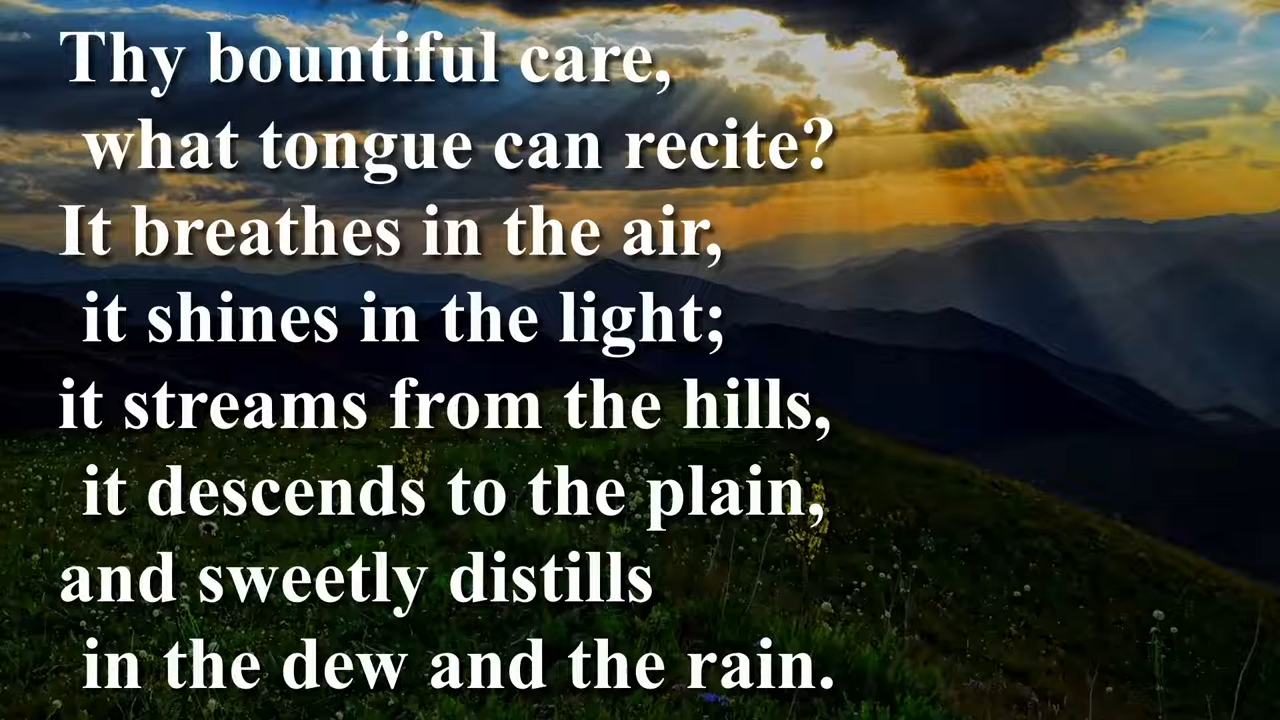 Thy bountiful care,
what tongue can recite?
It breathes in the air,
it shines in the light;
it streams from the hills,
it descends to the plain,
and sweetly distills
in the dew and the rain.